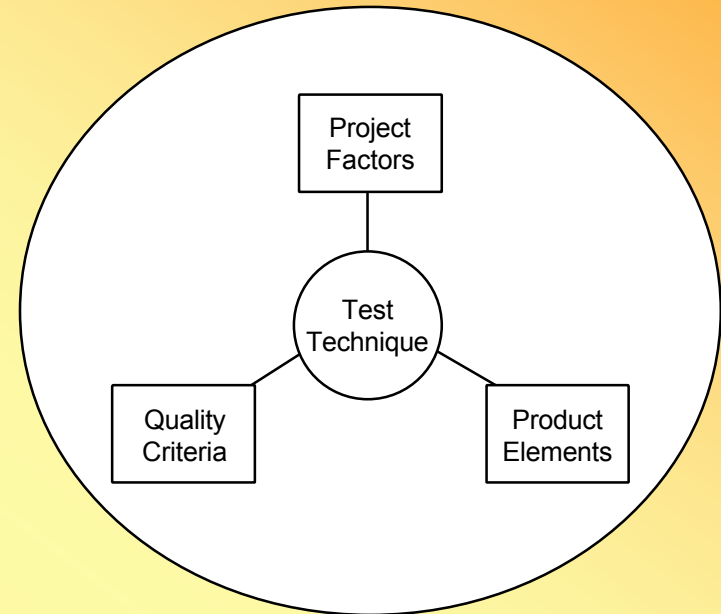 Project
Factors
Test
Technique
Quality
Criteria
Product
Elements